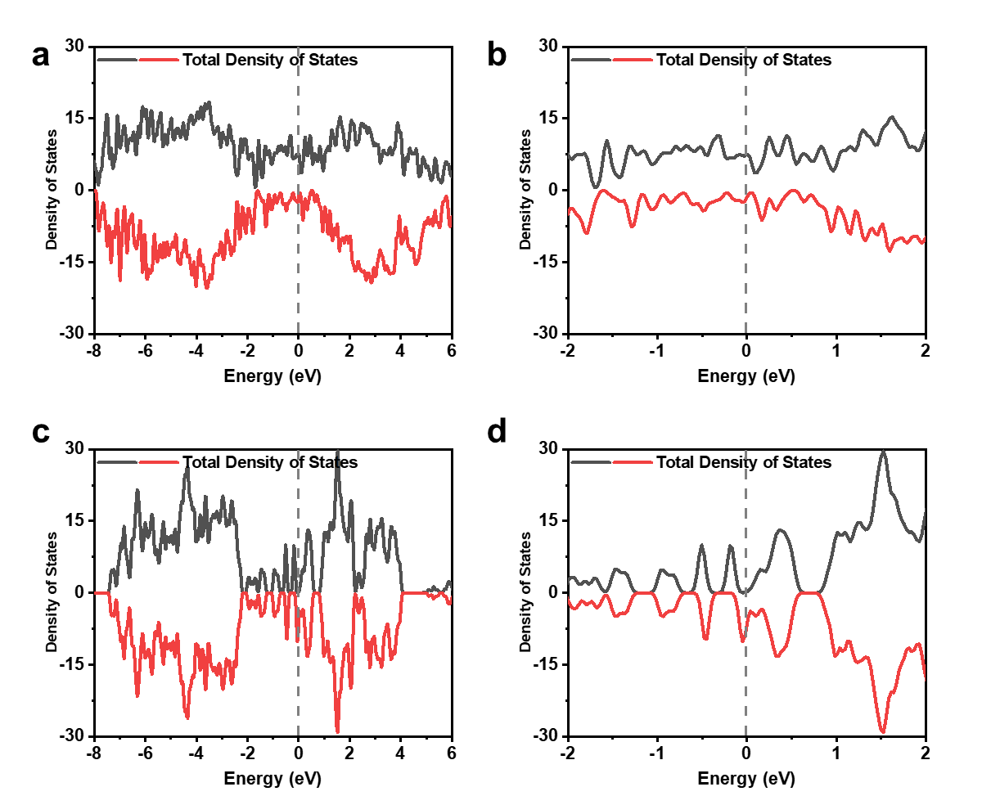 a
30
15
0
-15
-30
Density of States
Total Density of States
-8 -6 -4 -2 0 2 4 6
Energy (eV)
b
30
15
0
-15
-30
Density of States
Total Density of States
-2 -1 0 1 2
Energy (eV)
c
30
15
0
-15
-30
Density of States
Total Density of States
-8 -6 -4 -2 0 2 4 6
Energy (eV)
d
30
15
0
-15
-30
Density of States
Total Density of States
-2 -1 0 1 2
Energy (eV)